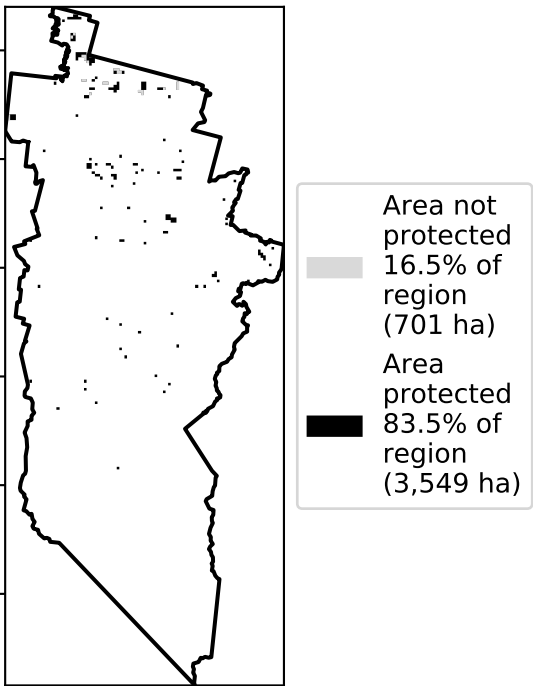 Area not
protected
16.5% of
region
(701 ha)
Area
protected
83.5% of
region
(3,549 ha)